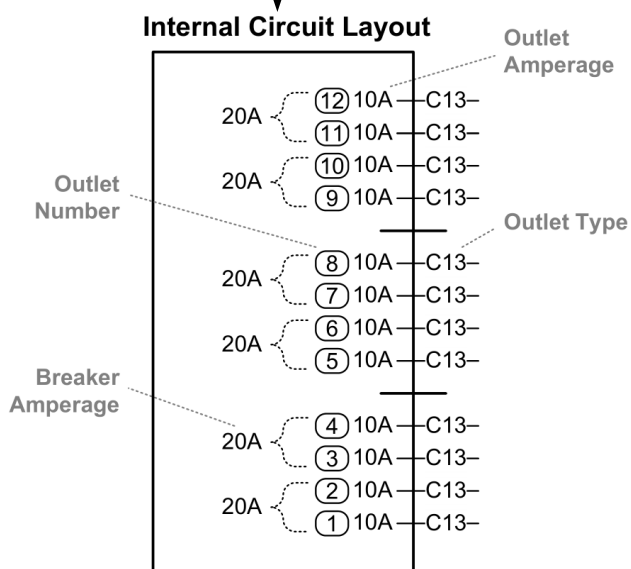 Internal Circuit Layout
Outlet
Amperage
20A
12 10A C13
11 10A C13
20A
10 10A C13
9 10A C13
Outlet
Number
Outlet Type
20A
8 10A C13
7 10A C13
20A
6 10A C13
5 10A C13
Breaker
Amperage
20A
4 10A C13
3 10A C13
20A
2 10A C13
1 10A C13